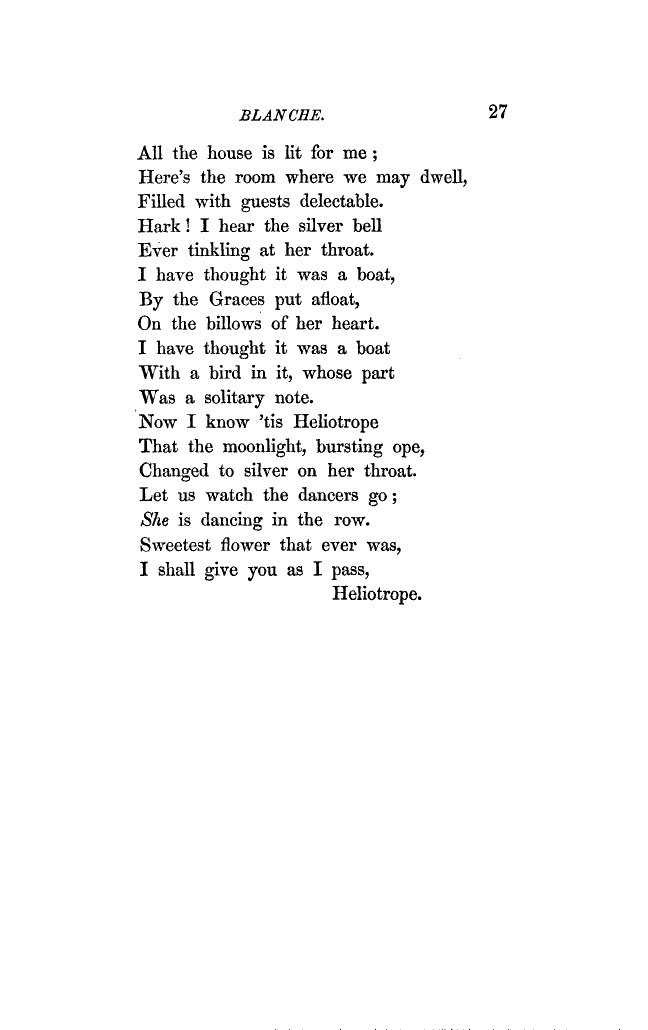 BLANCHE. 27
All the house is lit for me ;
Here's the room where we may dwell,
Filled with guests delectable.
Hark ! I hear the silver bell
Ever tinkling at her throat.
I have thought it was a boat,
By the Graces put afloat,
On the billows of her heart.
I have thought it was a boat
With a bird in it, whose part
Was a solitary note.
Now I know 'tis Heliotrope
That the moonlight, bursting ope,
Changed to silver on her throat.
Let us watch the dancers go ;
She is dancing in the row.
Sweetest flower that ever was,
I shall give you as I pass,
Heliotrope.